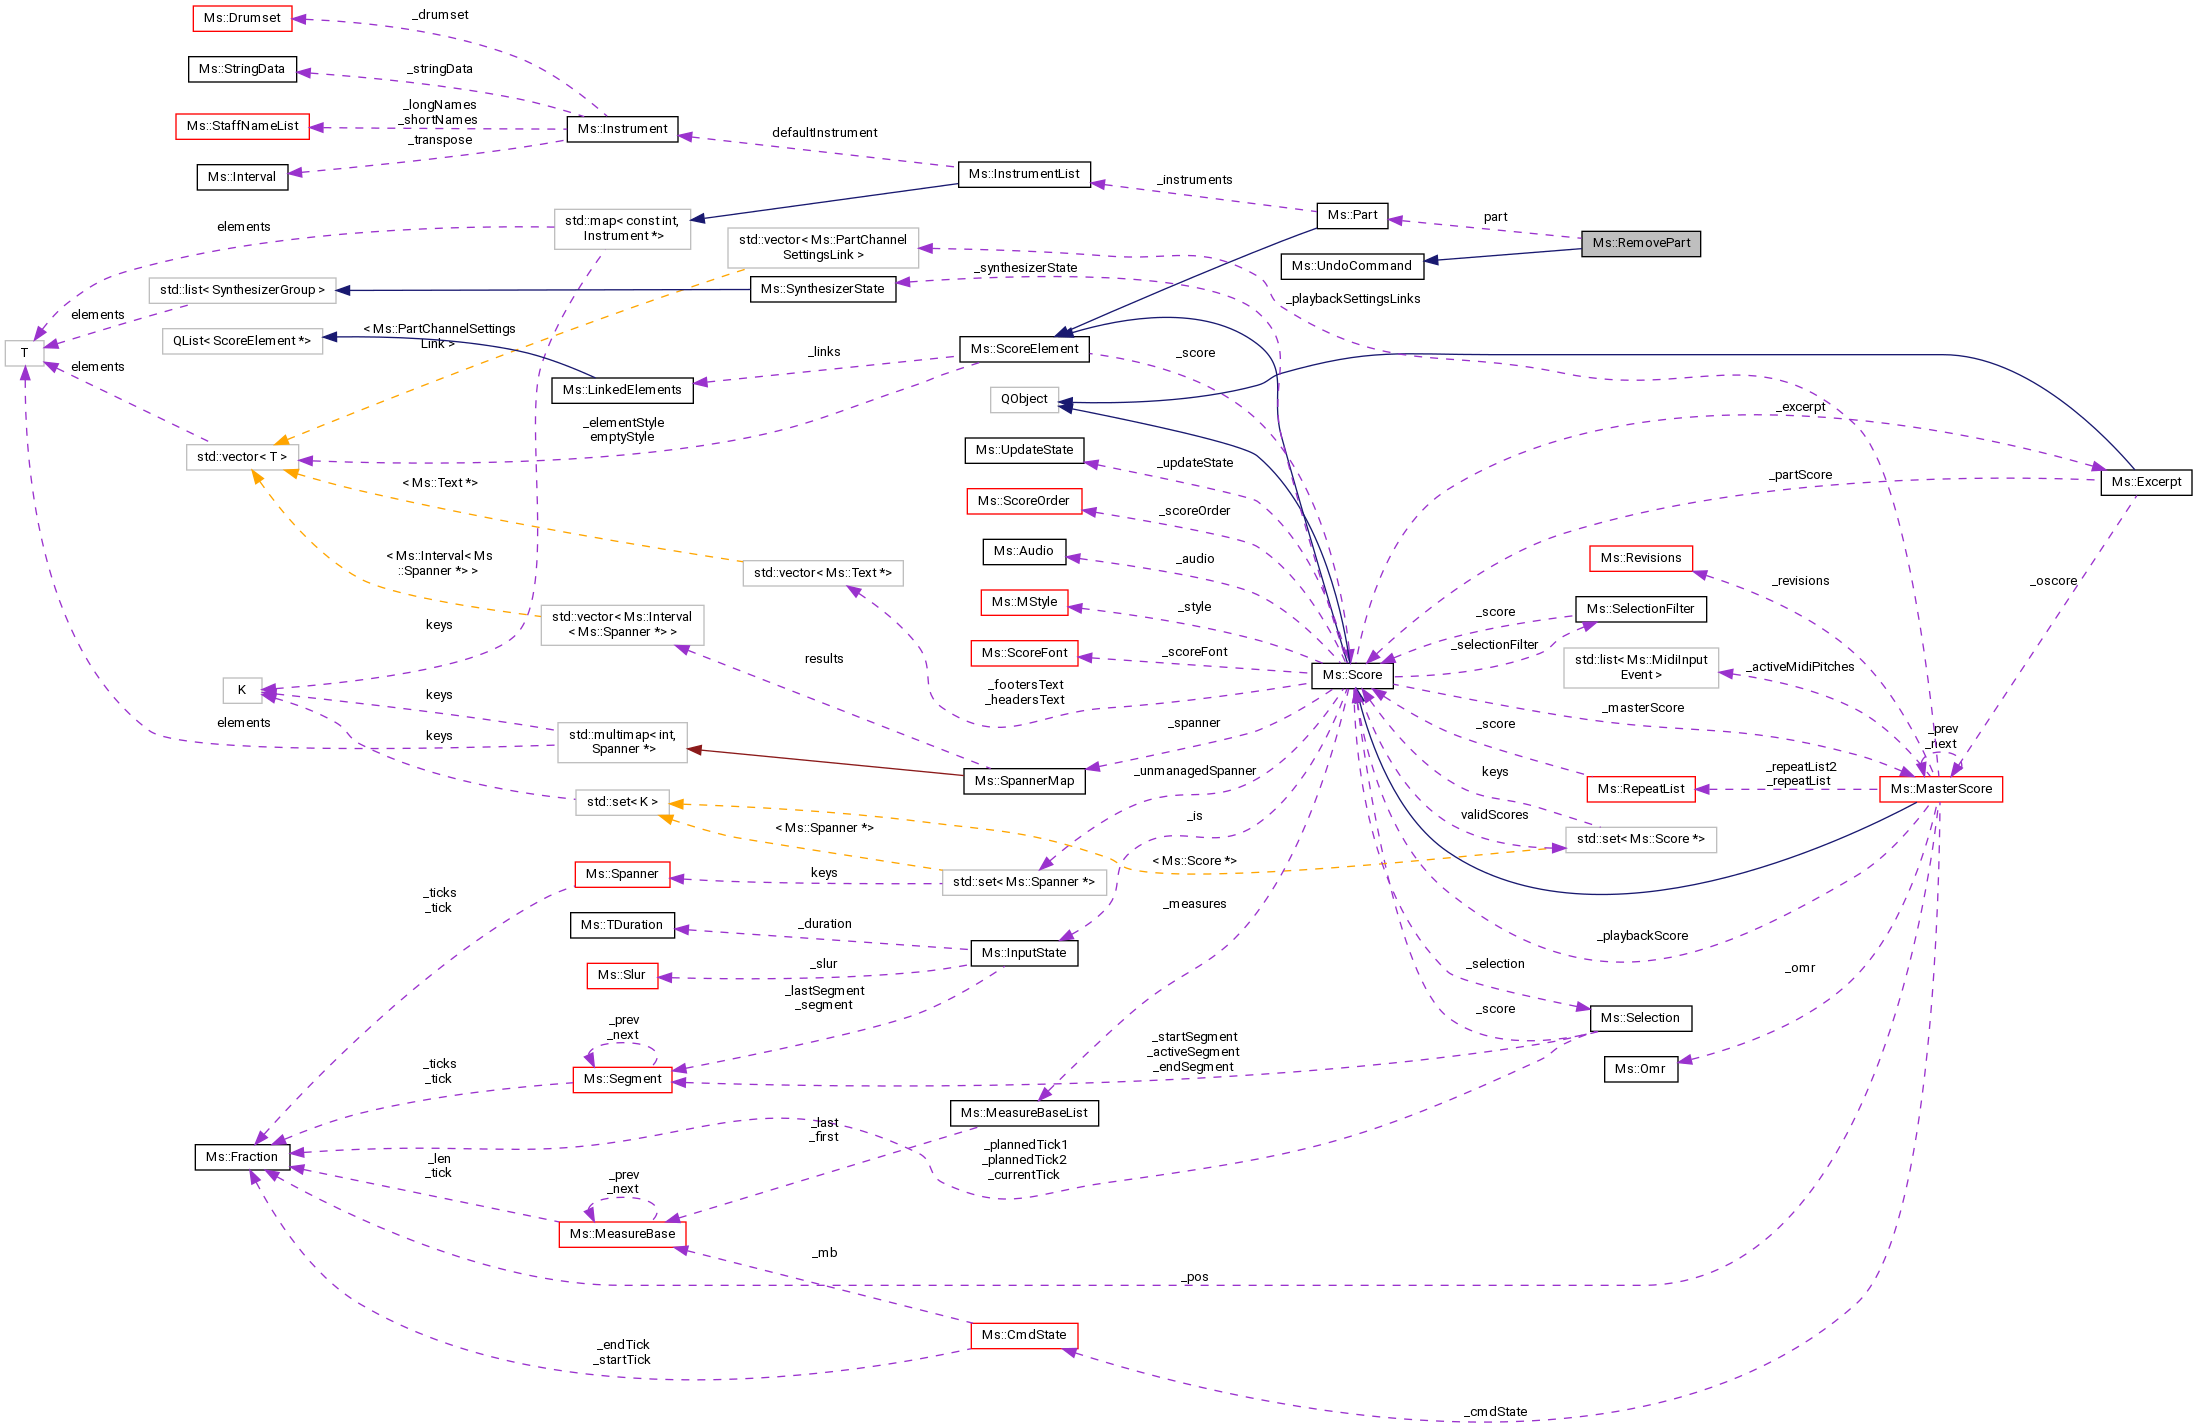 Ms::Drumset
_drumset
Ms::StringData
_stringData
Ms::StaffNameList
_longNames
_shortNames
Ms::Instrument
defaultInstrument
_transpose
Ms::Interval
Ms::InstrumentList
_instruments
Ms::Part
part
Ms::RemovePart
elements
std::map< const int,
Instrument *>
std::vector< Ms::PartChannel
SettingsLink >
Ms::UndoCommand
_synthesizerState
std::list< SynthesizerGroup >
Ms::SynthesizerState
_playbackSettingsLinks
elements
QList< ScoreElement *>
< Ms::PartChannelSettings
Link >
T
_links
Ms::ScoreElement
_score
elements
Ms::LinkedElements
QObject
_excerpt
_elementStyle
emptyStyle
std::vector< T >
Ms::UpdateState
_updateState
_partScore
Ms::Excerpt
< Ms::Text *>
Ms::ScoreOrder
_scoreOrder
< Ms::Interval< Ms
::Spanner *> >
std::vector< Ms::Text *>
Ms::Audio
_audio
Ms::Revisions
_revisions
_oscore
Ms::MStyle
_style
_score
Ms::SelectionFilter
keys
std::vector< Ms::Interval
< Ms::Spanner *> >
Ms::ScoreFont
_scoreFont
_selectionFilter
std::list< Ms::MidiInput
Event >
_activeMidiPitches
results
Ms::Score
K
keys
_footersText
_headersText
_masterScore
elements
keys
std::multimap< int,
Spanner *>
_spanner
_score
_prev
_next
Ms::SpannerMap
_unmanagedSpanner
keys
Ms::RepeatList
_repeatList2
_repeatList
Ms::MasterScore
std::set< K >
_is
validScores
std::set< Ms::Score *>
< Ms::Spanner *>
< Ms::Score *>
Ms::Spanner
keys
std::set< Ms::Spanner *>
_ticks
_tick
_measures
Ms::TDuration
_duration
Ms::InputState
_playbackScore
Ms::Slur
_slur
_selection
_omr
_lastSegment
_segment
_score
Ms::Selection
_prev
_next
_startSegment
_activeSegment
_endSegment
_ticks
_tick
Ms::Segment
Ms::Omr
Ms::MeasureBaseList
_last
_first
Ms::Fraction
_len
_tick
_plannedTick1
_plannedTick2
_currentTick
_prev
_next
Ms::MeasureBase
_mb
_pos
Ms::CmdState
_endTick
_startTick
_cmdState